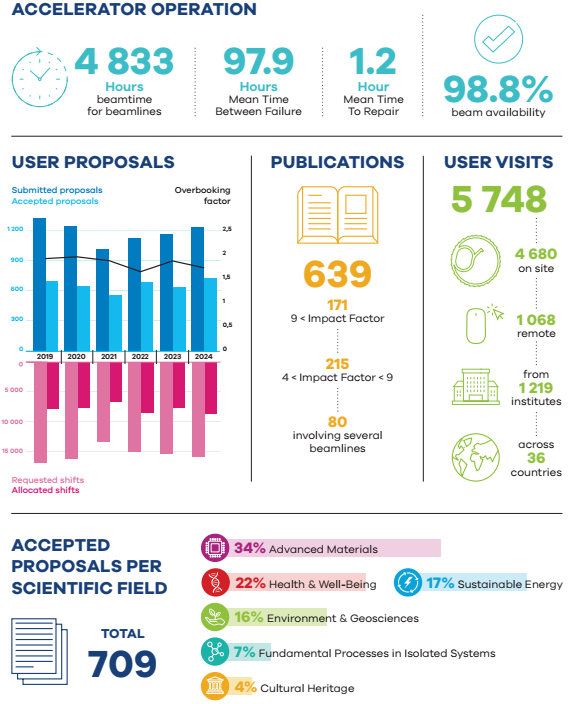 ACCELERATOR OPERATION
4 833
Hours
beamtime
for beamlines
97.9
Hours
Mean Time
Between Failure
1.2
Hour
Mean Time
To Repair
98.8%
beam availability
USER PROPOSALS
Submitted proposals
Accepted proposals
Overbooking
factor
1 200
900
600
300
0
2,5
2
1,5
1
0,5
0
2019 2020 2021 2022 2023 2024
0
5 000
10 000
15 000
Requested shifts
Allocated shifts
PUBLICATIONS
639
171
9 < Impact Factor
215
4 < Impact Factor < 9
80
involving several
beamlines
USER VISITS
5 748
4 680
on site
1 068
remote
from
1 219
institutes
across
36
countries
ACCEPTED
PROPOSALS PER
SCIENTIFIC FIELD
TOTAL
709
34% Advanced Materials
22% Health & Well-Being
17% Sustainable Energy
16% Environment & Geosciences
7% Fundamental Processes in Isolated Systems
4% Cultural Heritage